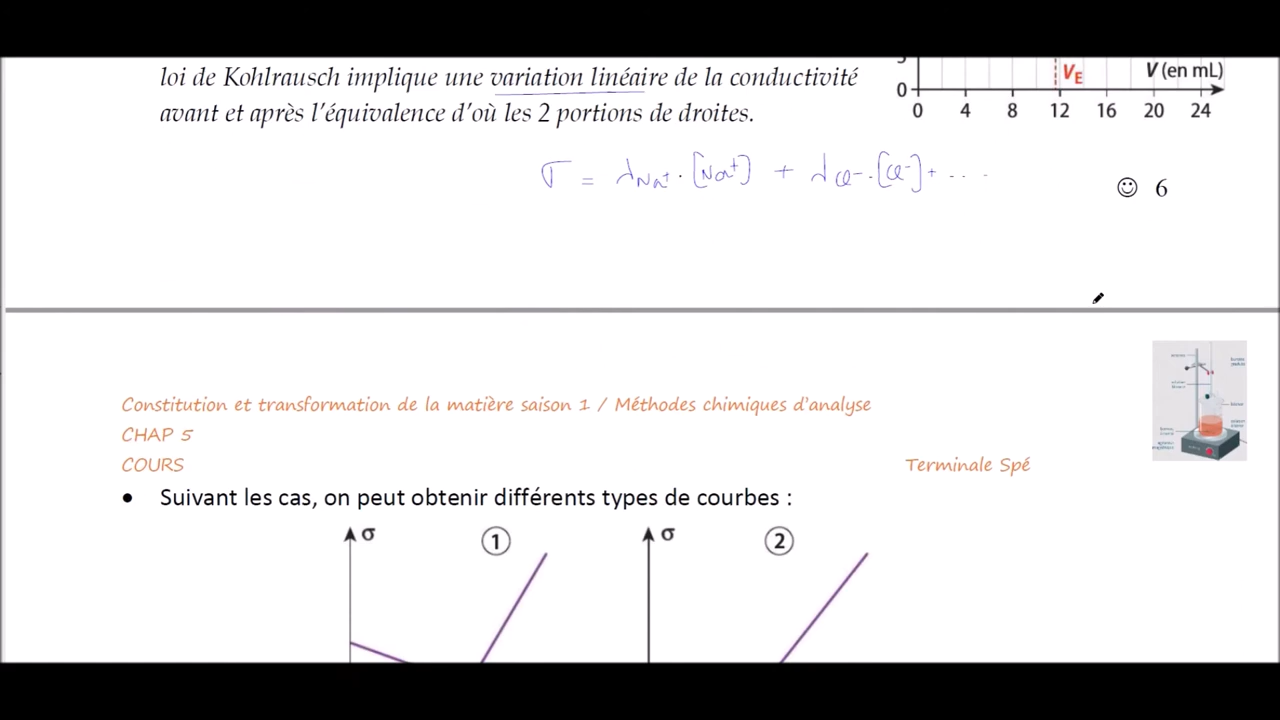 loi de Kohlrausch implique une variation linéaire de la conductivité
avant et après l'équivalence d'où les 2 portions de droites.
0
VE
V (en mL)
0 4 8 12 16 20 24
σ = λNa+ · [Na+] + λCl- · [Cl-] + ....
6
Constitution et transformation de la matière saison 1 / Méthodes chimiques d'analyse
CHAP 5
COURS
Terminale Spé
• Suivant les cas, on peut obtenir différents types de courbes :
σ 1 σ 2